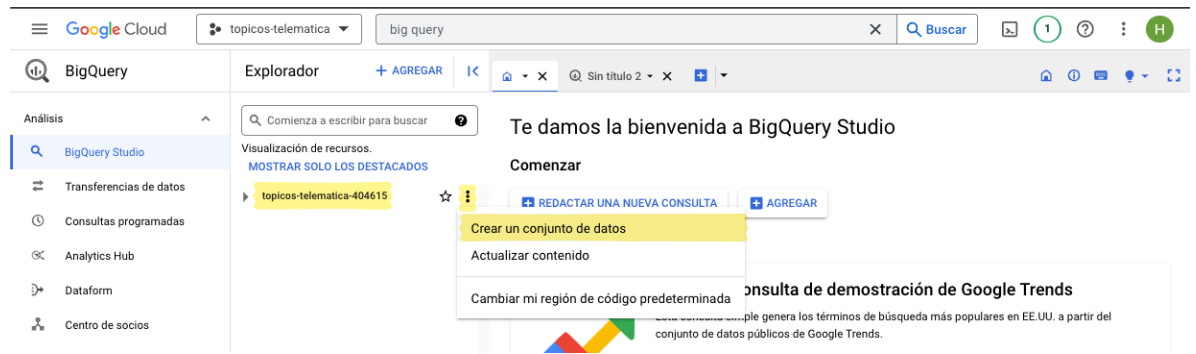 Google Cloud
topicos-telematica
big query
Buscar
1
H
BigQuery
Explorador
+ AGREGAR
Sin título 2
Análisis
Comienza a escribir para buscar
Te damos la bienvenida a BigQuery Studio
BigQuery Studio
Visualización de recursos.
MOSTRAR SOLO LOS DESTACADOS
Comenzar
Transferencias de datos
topicos-telematica-404615
REDACTAR UNA NUEVA CONSULTA
AGREGAR
Consultas programadas
Crear un conjunto de datos
Analytics Hub
Actualizar contenido
Dataform
Cambiar mi región de código predeterminada
onsulta de demostración de Google Trends
Centro de socios
Esta consulta simple genera los términos de búsqueda más populares en EE.UU. a partir del
conjunto de datos públicos de Google Trends.